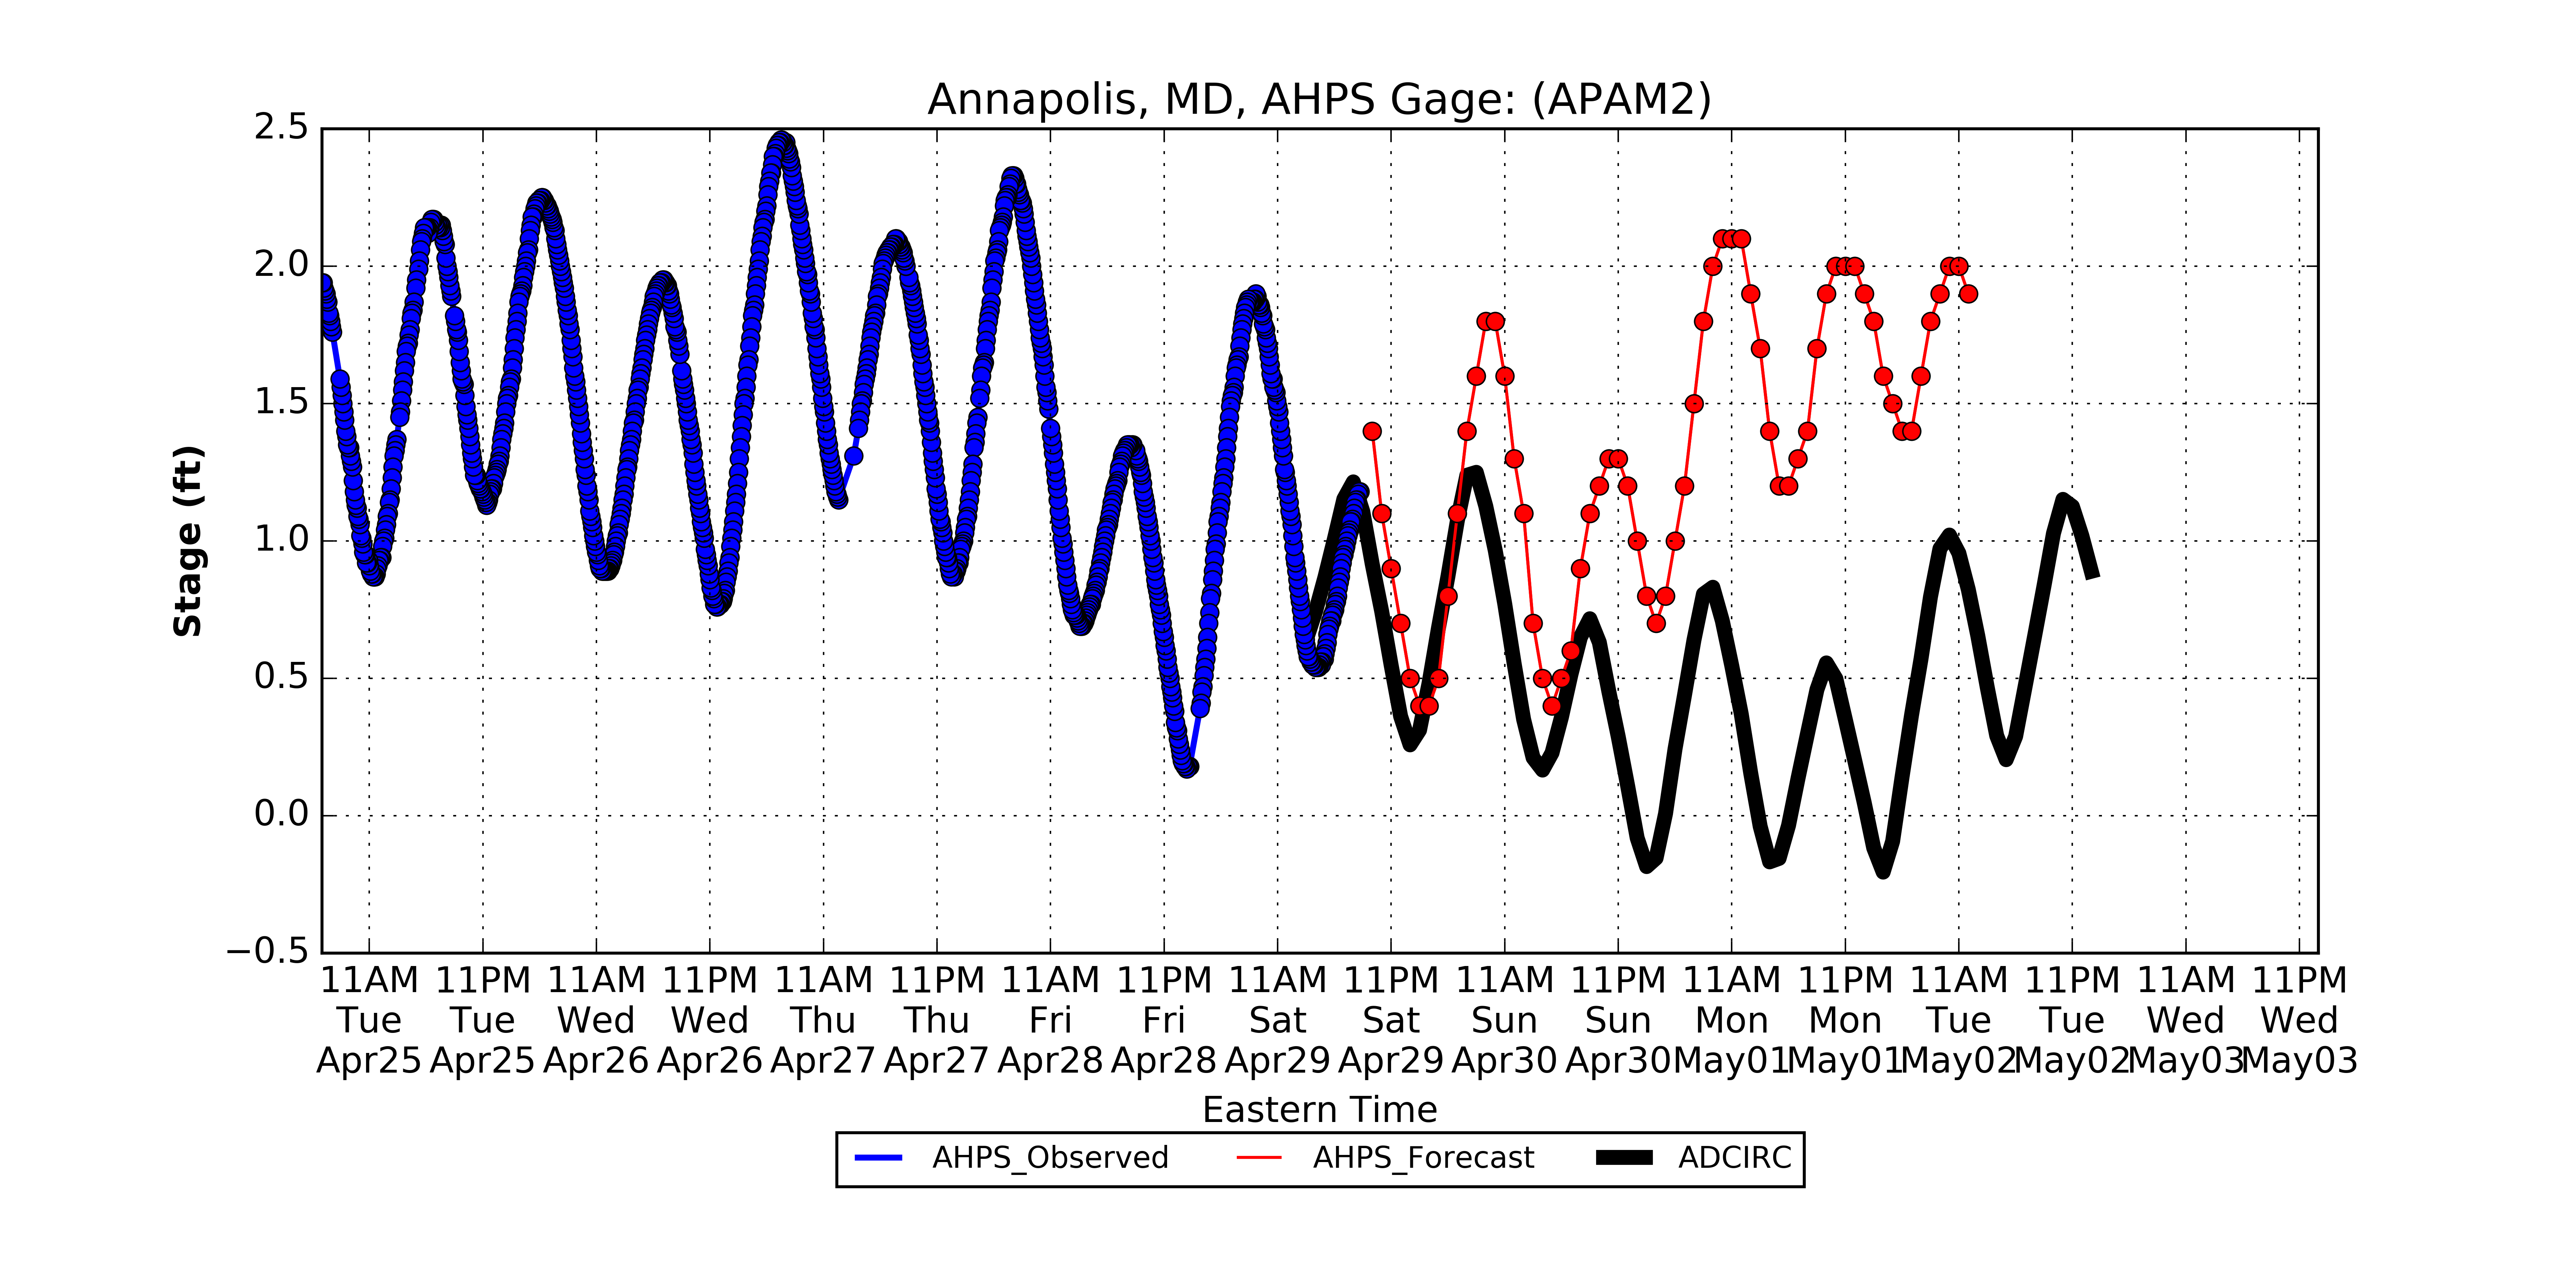 Annapolis, MD, AHPS Gage: (APAM2)
2.5
2.0
1.5
1.0
0.5
0.0
−0.5
Stage (ft)
11AM 11PM 11AM 11PM 11AM 11PM 11AM 11PM 11AM 11PM 11AM 11PM 11AM 11PM 11AM 11PM 11AM 11PM
Tue Tue Wed Wed Thu Thu Fri Fri Sat Sat Sun Sun Mon Mon Tue Tue Wed Wed
Apr25 Apr25 Apr26 Apr26 Apr27 Apr27 Apr28 Apr28 Apr29 Apr29 Apr30 Apr30 May01 May01 May02 May02 May03 May03
Eastern Time
AHPS_Observed AHPS_Forecast ADCIRC